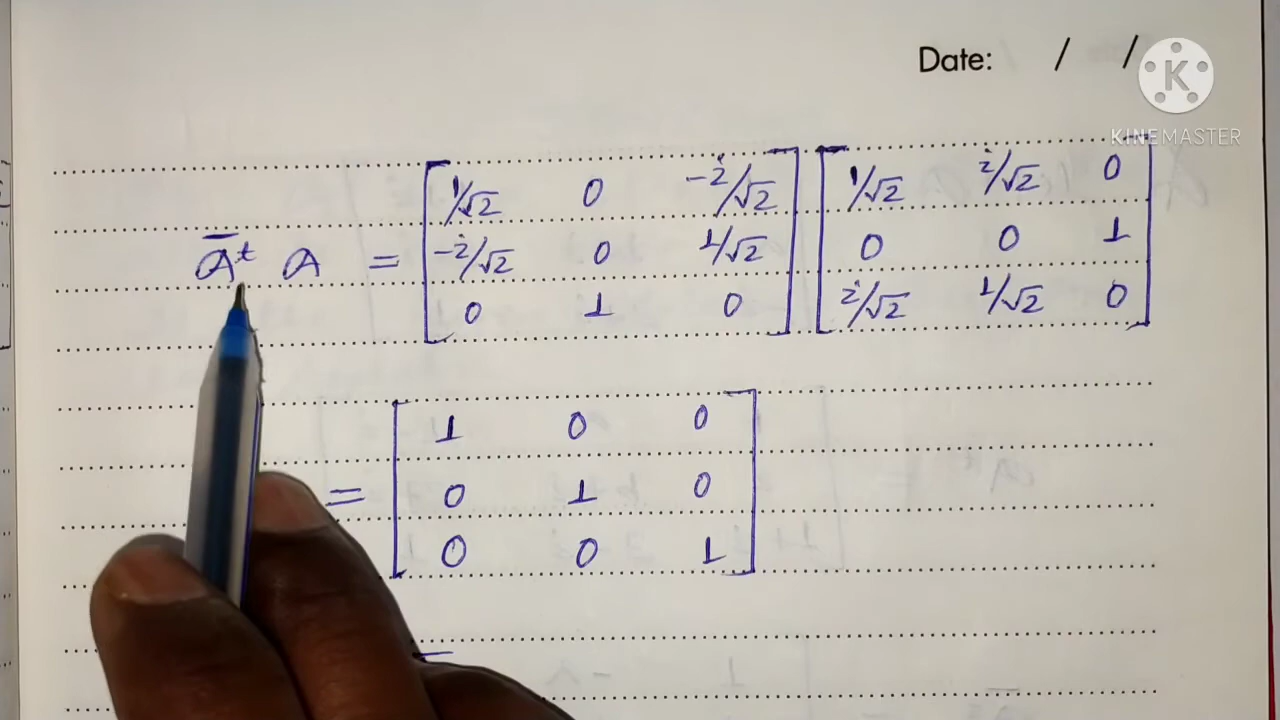 Date: / /
K
KINEMASTER
1/√2 0 -i/√2 1/√2 i/√2 0
Ā^t A = -i/√2 0 1/√2 0 0 1
0 1 0 i/√2 1/√2 0
1 0 0
= 0 1 0
0 0 1